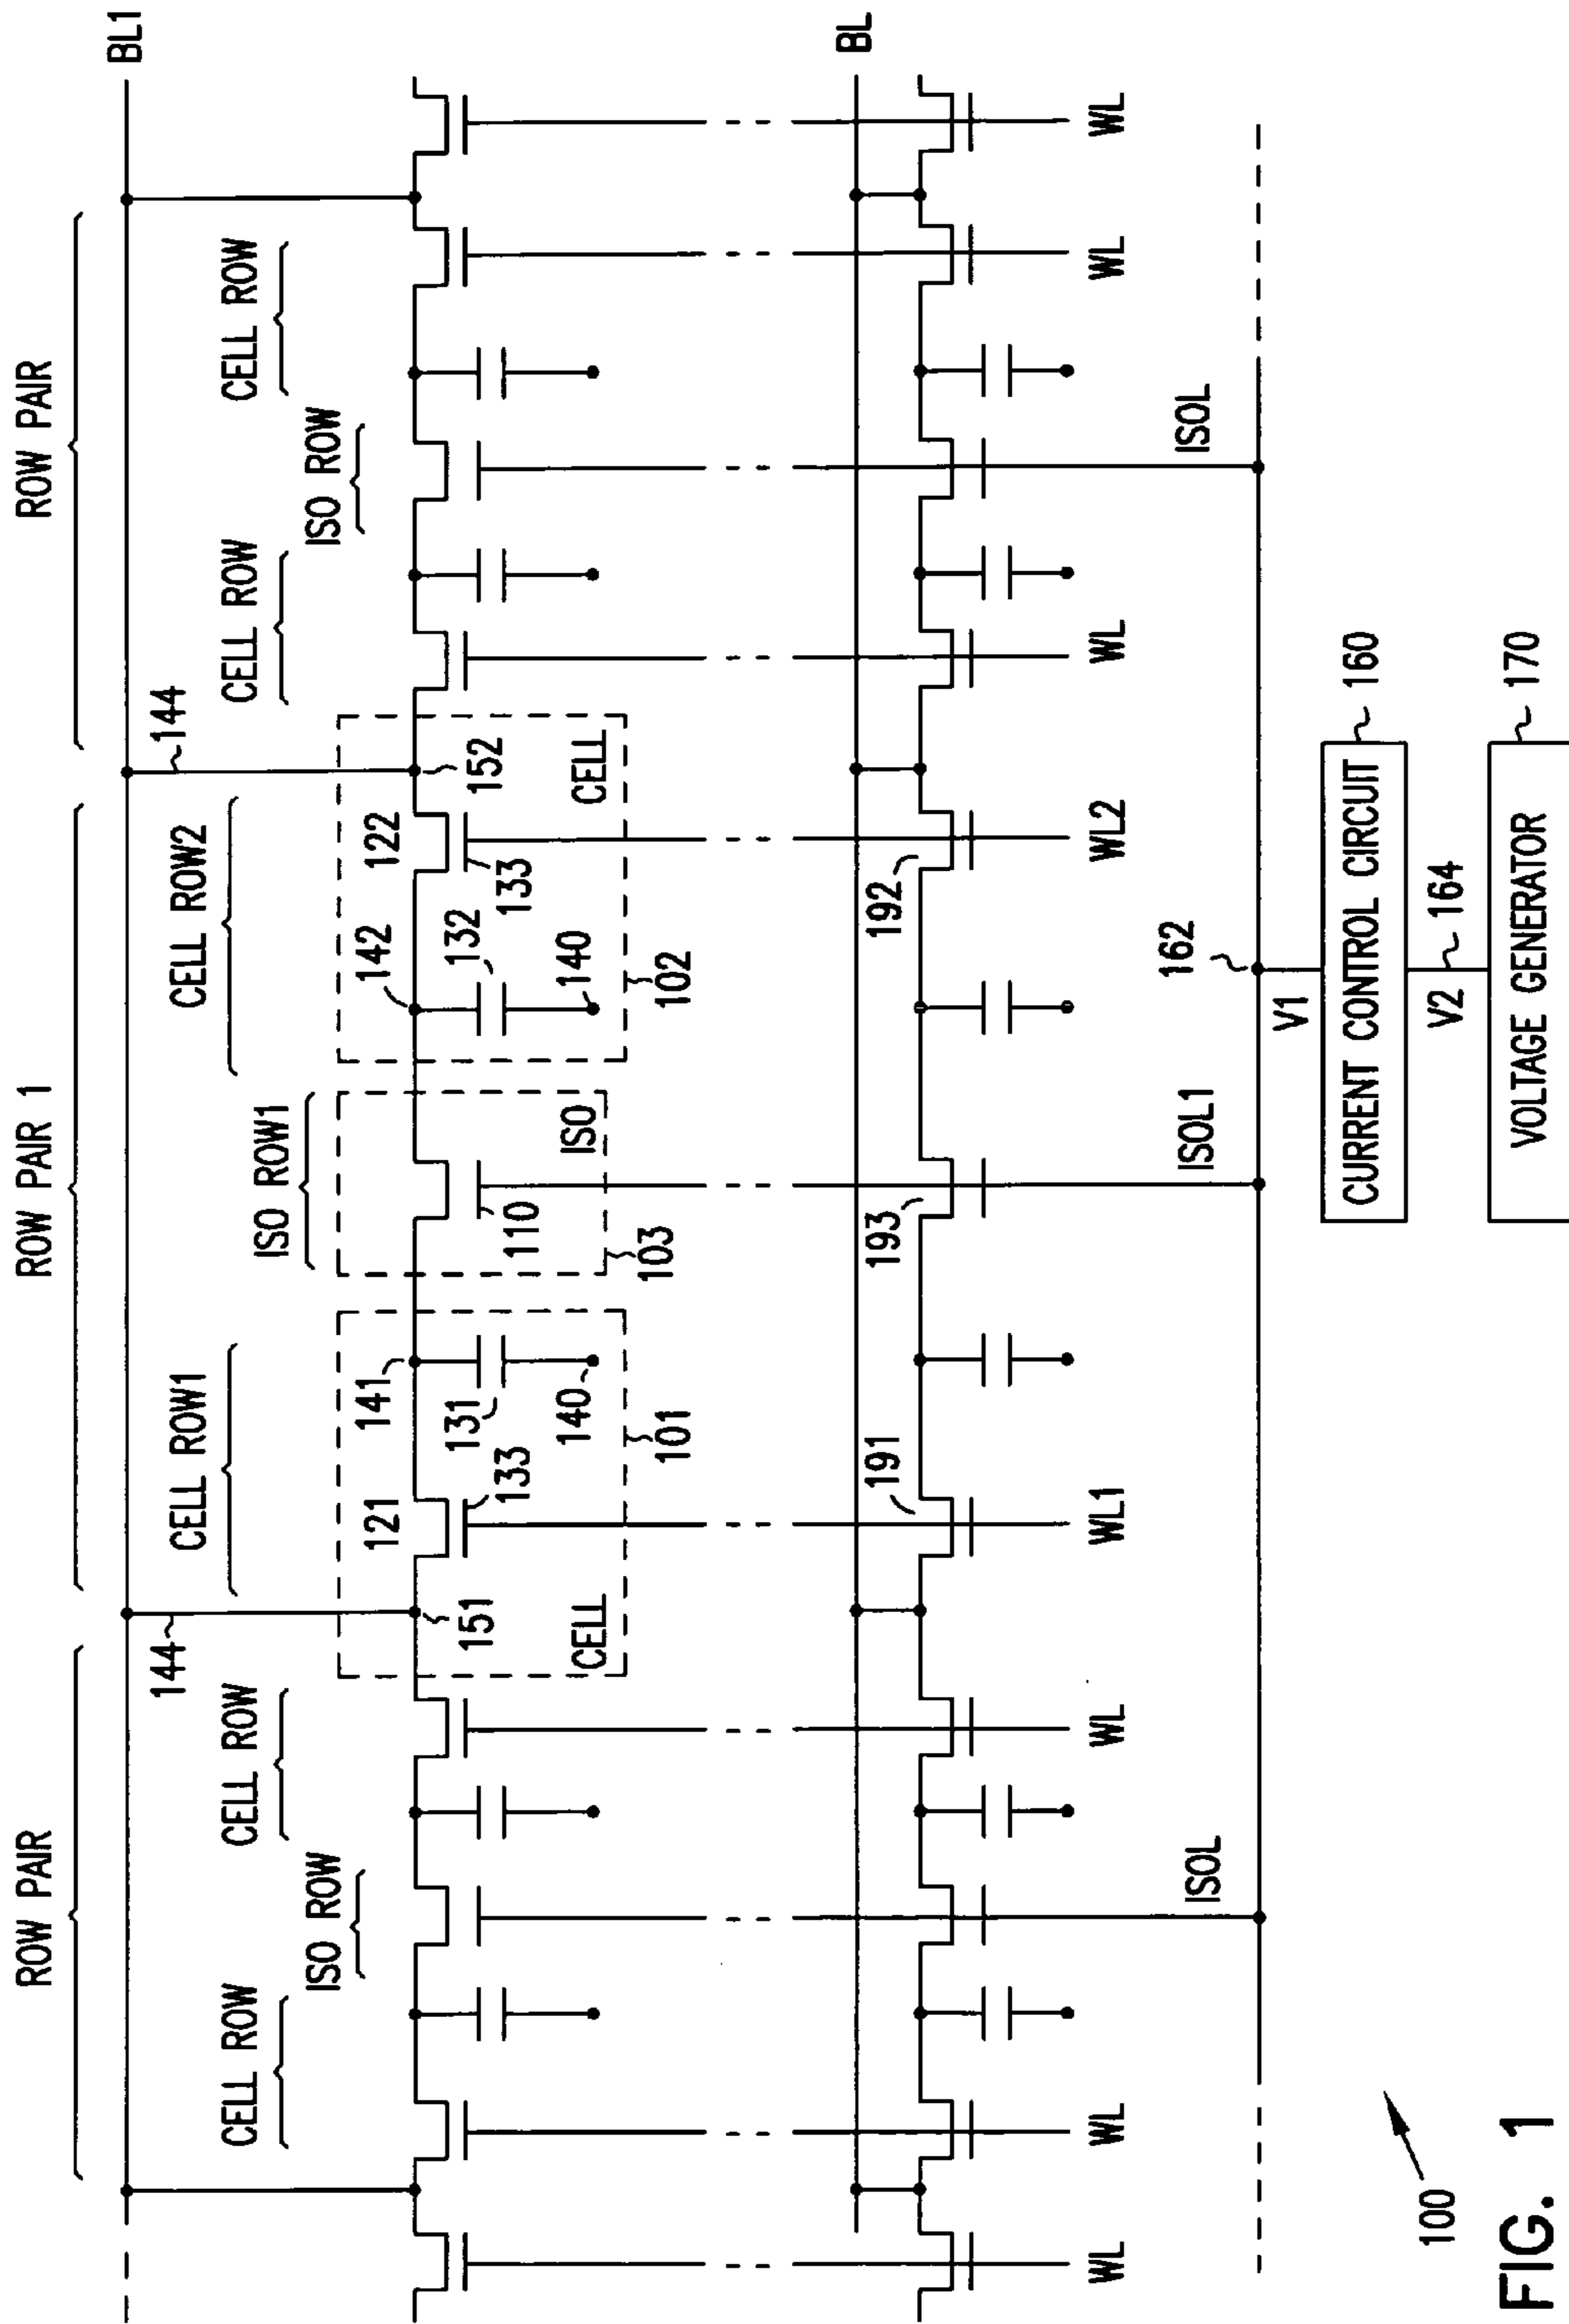 ROW PAIR
ROW PAIR 1
ROW PAIR
BL1
CELL ROW
ISO ROW
CELL ROW
144
CELL ROW1
ISO ROW1
CELL ROW2
144
CELL ROW
ISO ROW
CELL ROW
121
141
142
122
151
133
131
110
132
133
152
CELL
140
ISO
140
CELL
101
103
102
BL
191
193
192
WL
WL
WL
WL1
WL2
WL
WL
WL
ISOL
ISOL1
ISOL
162
V1
CURRENT CONTROL CIRCUIT
160
V2
164
VOLTAGE GENERATOR
170
100
FIG. 1